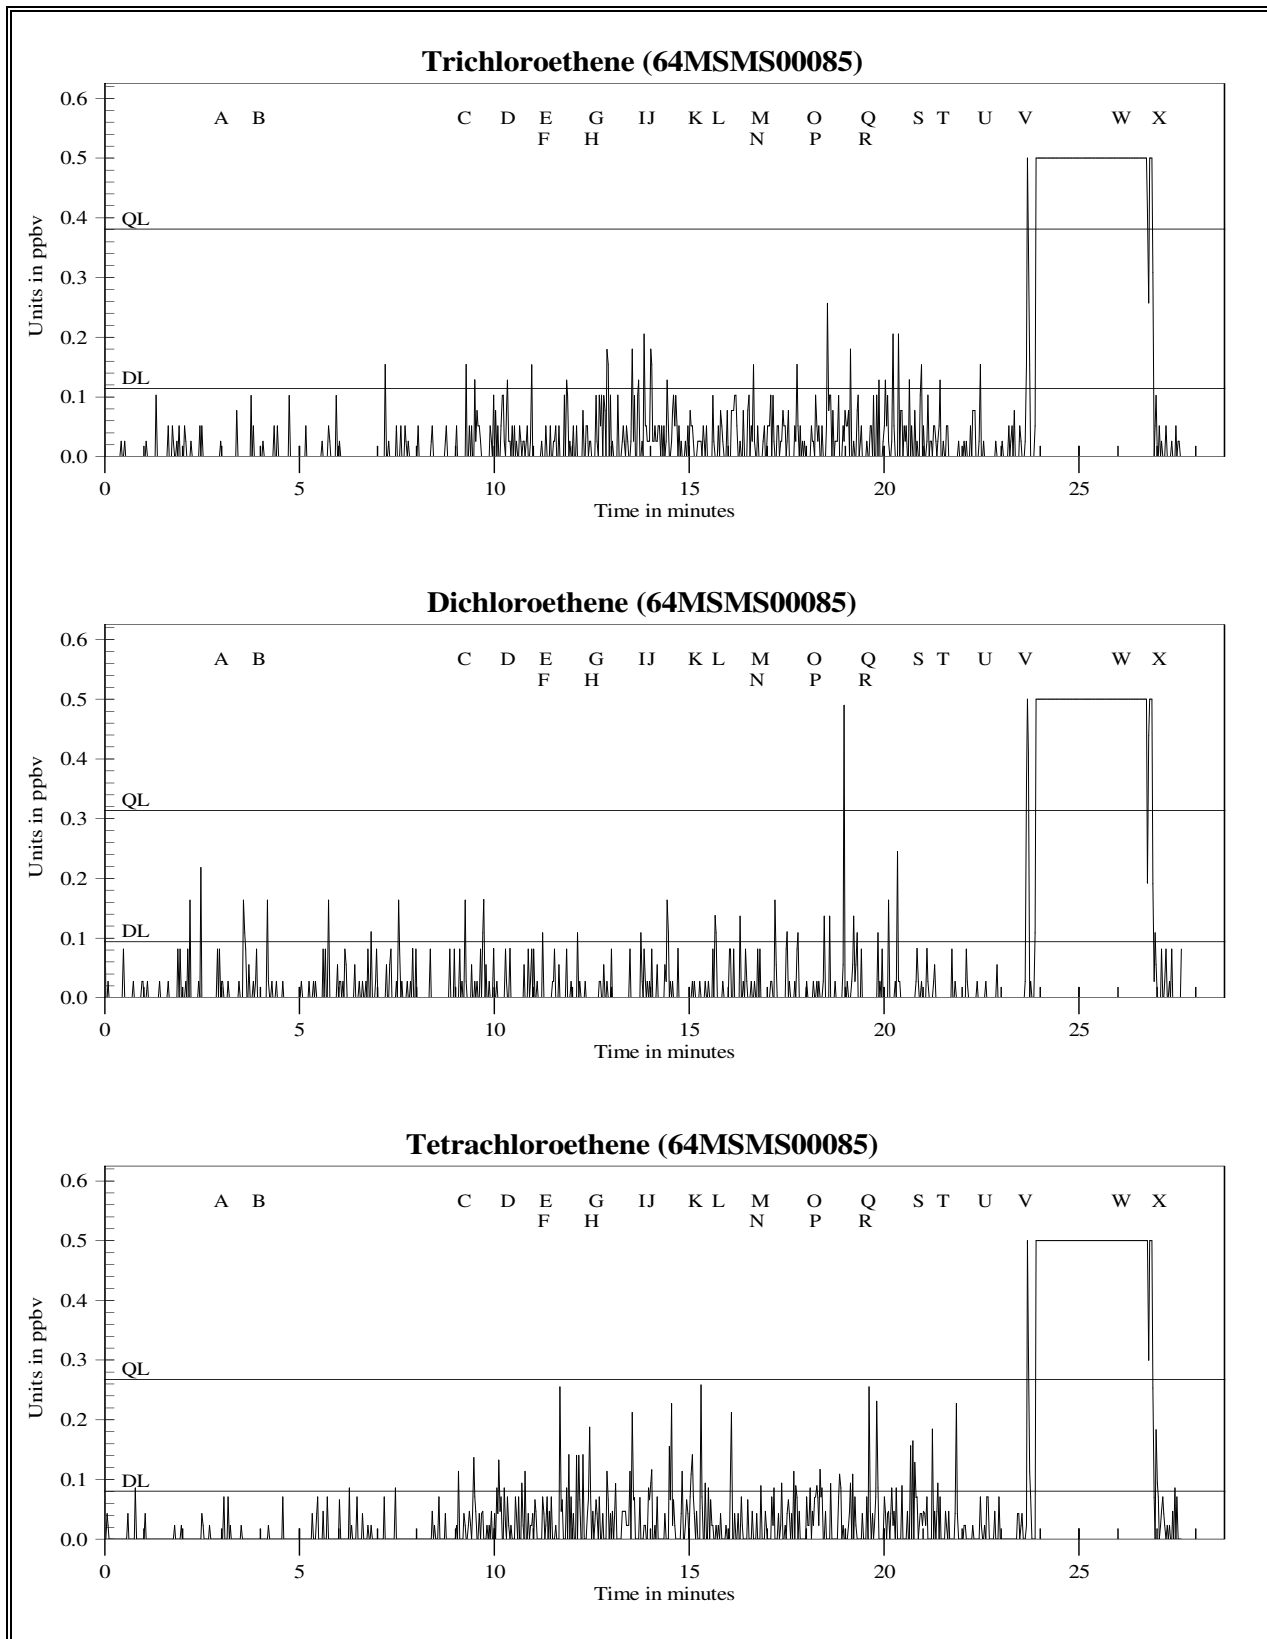 Trichloroethene (64MSMS00085)
0.6
A B C D E G I J K L M O Q S T U V W X
F H N P R
0.5
0.4
QL
0.3
Units in ppbv
0.2
DL
0.1
0.0
0 5 10 15 20 25
Time in minutes
Dichloroethene (64MSMS00085)
0.6
A B C D E G I J K L M O Q S T U V W X
F H N P R
0.5
0.4
QL
0.3
Units in ppbv
0.2
DL
0.1
0.0
0 5 10 15 20 25
Time in minutes
Tetrachloroethene (64MSMS00085)
0.6
A B C D E G I J K L M O Q S T U V W X
F H N P R
0.5
0.4
QL
0.3
Units in ppbv
0.2
DL
0.1
0.0
0 5 10 15 20 25
Time in minutes